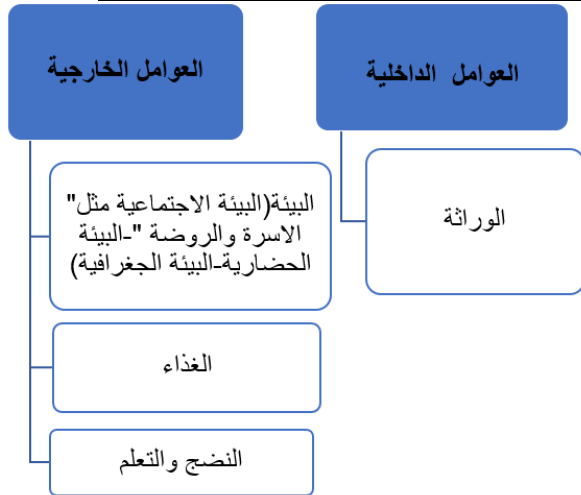 العوامل الداخلية
الوراثة
العوامل الخارجية
البيئة(البيئة الاجتماعية مثل"
الاسرة والروضة "-البيئة
الحضارية-البيئة الجغرافية)
الغذاء
النضج والتعلم